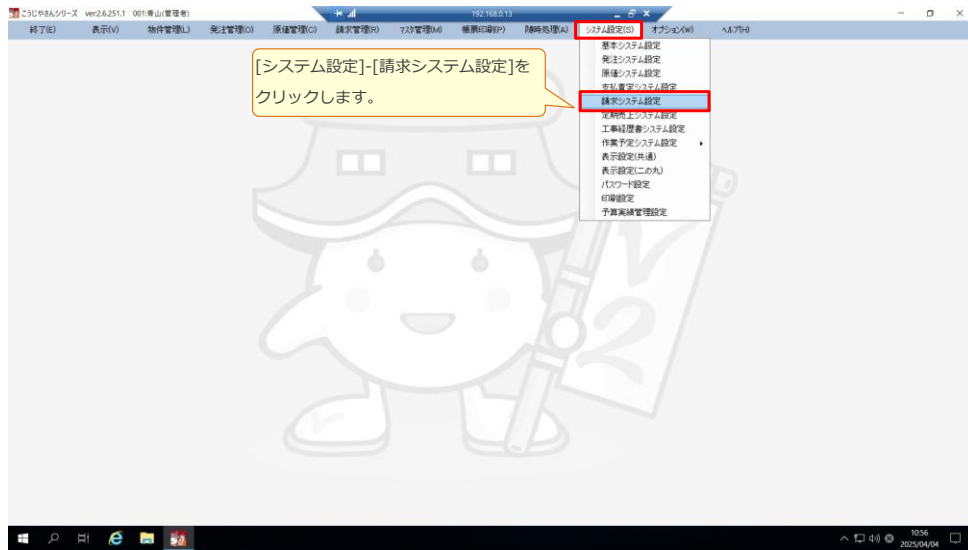 こうじやさんシリーズ ver:2.6.251.1 001:青山(管理者)
192.168.0.13
終了(E) 表示(V) 物件管理(L) 発注管理(O) 原価管理(C) 請求管理(R) マスタ管理(M) 帳票印刷(P) 随時処理(A) システム設定(S) オプション(W) ヘルプ(H)
[システム設定]-[請求システム設定]を
クリックします。
基本システム設定
発注システム設定
原価システム設定
支払査定システム設定
請求システム設定
定期売上システム設定
工事経歴書システム設定
作業予定システム設定
表示設定(共通)
表示設定(二の丸)
パスワード設定
印刷設定
予算実績管理設定
V2
10:56
2025/04/04